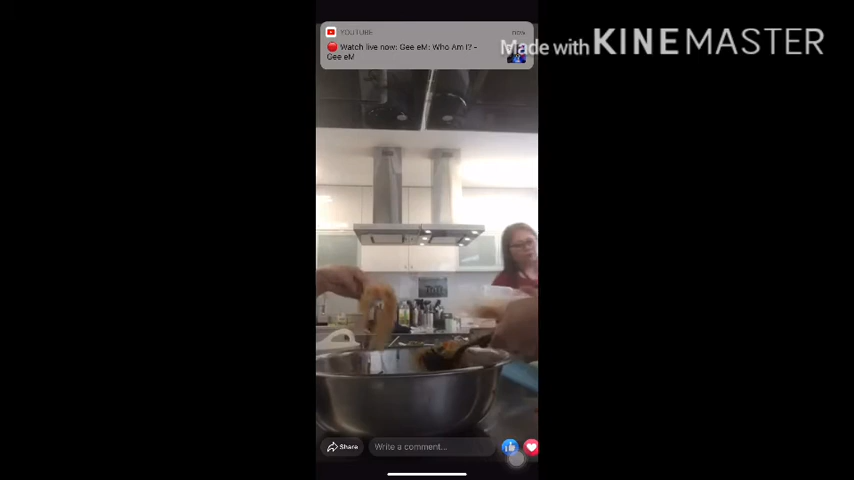 YOUTUBE
now
🔴 Watch live now: Gee eM: Who Am I? -
Gee eM
Made with KINEMASTER
Share
Write a comment...